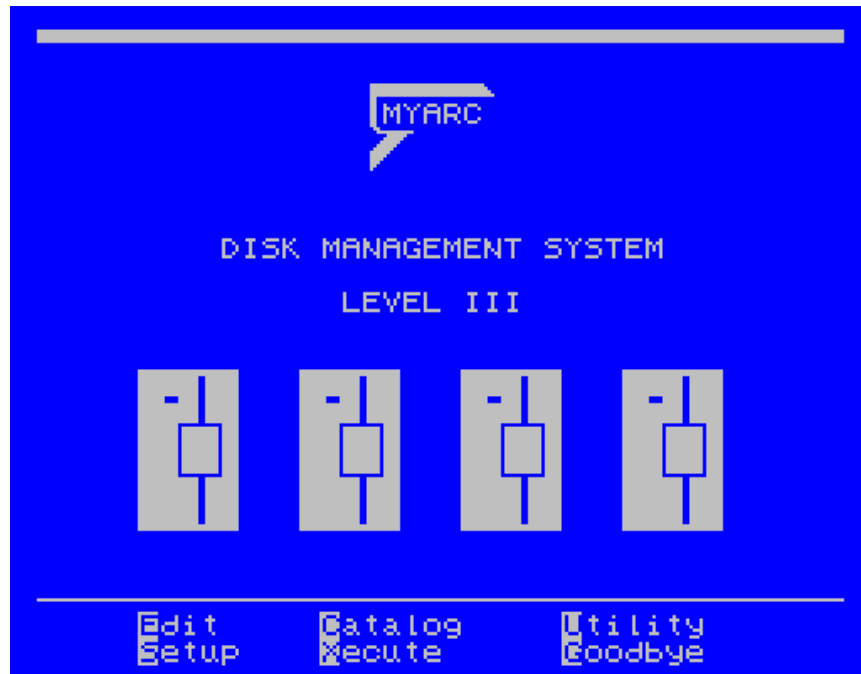 MYARC
DISK MANAGEMENT SYSTEM
LEVEL III
Edit Catalog Utility
Setup Xecute Goodbye